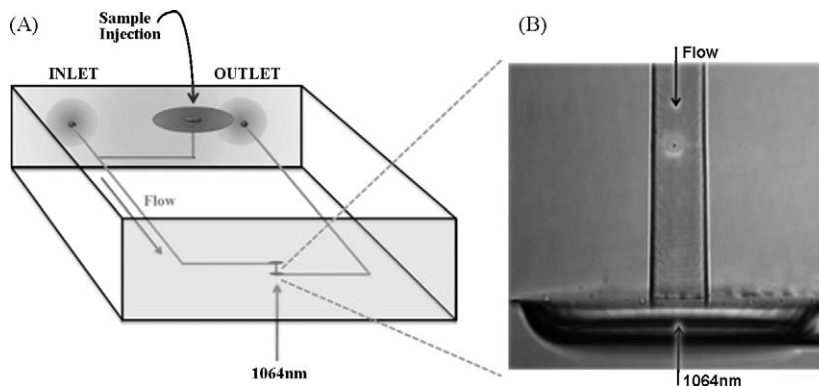 (A)
Sample
Injection
INLET
OUTLET
Flow
1064nm
(B)
Flow
1064nm